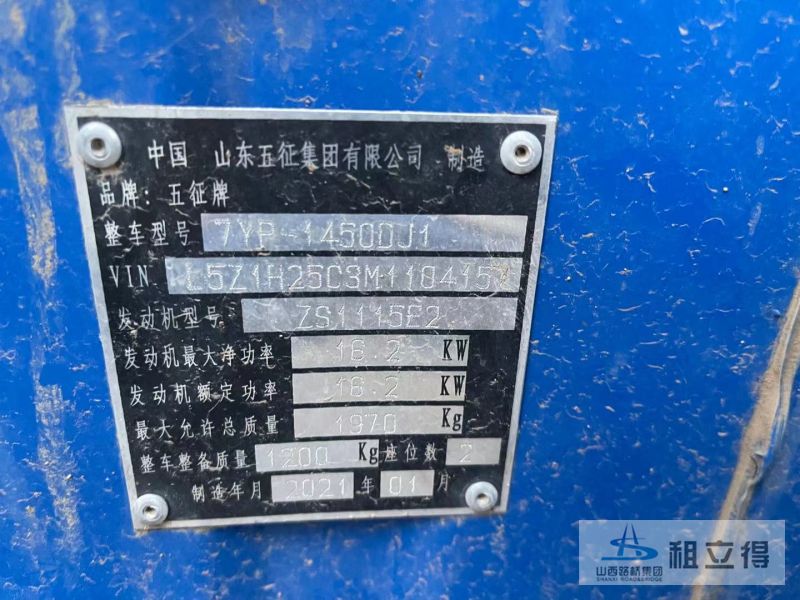 中国 山东五征集团有限公司 制造
品牌：五征牌
整车型号 7YP-1450DJ1
VIN L5Z1H25C3M1184157
发动机型号 ZS1115E2
发动机最大净功率 16.2 KW
发动机额定功率 16.2 KW
最大允许总质量 1970 Kg
整车整备质量 1200 Kg 座位数 2
制造年月 2021 年 01 月
山西路桥集团
SHANXI ROAD&BRIDGE
租立得